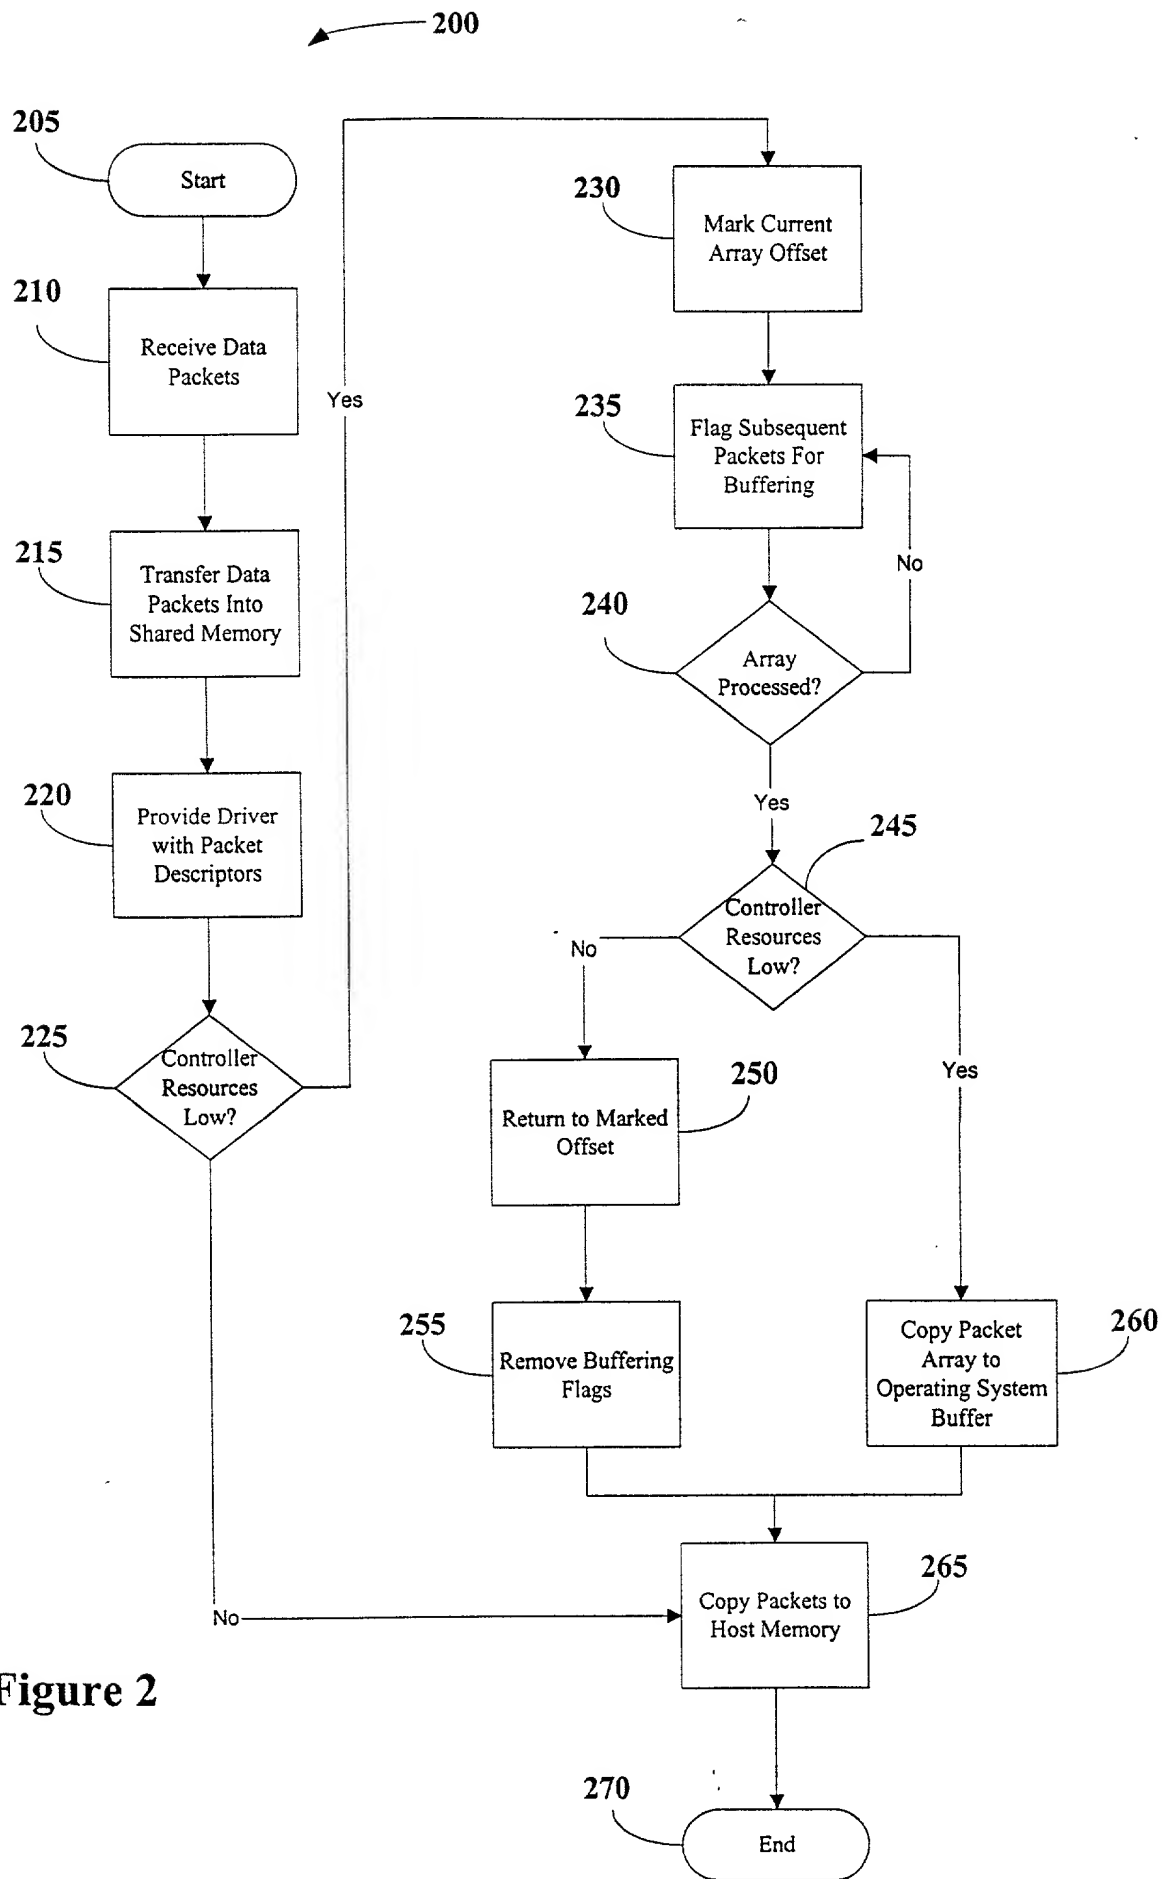 200
205
Start
210
Receive Data
Packets
215
Transfer Data
Packets Into
Shared Memory
220
Provide Driver
with Packet
Descriptors
225
Controller
Resources
Low?
Yes
No
230
Mark Current
Array Offset
235
Flag Subsequent
Packets For
Buffering
No
240
Array
Processed?
Yes
245
Controller
Resources
Low?
No
Yes
250
Return to Marked
Offset
255
Remove Buffering
Flags
260
Copy Packet
Array to
Operating System
Buffer
265
Copy Packets to
Host Memory
270
End
Figure 2